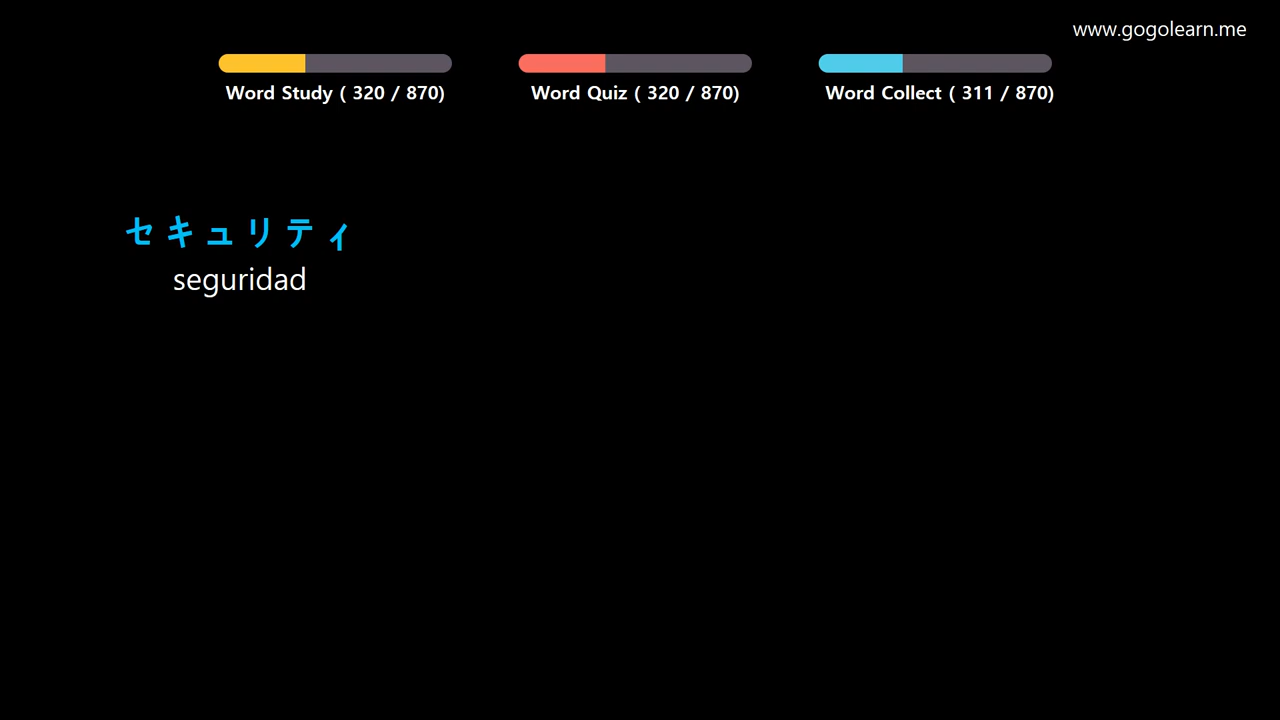 www.gogolearn.me
Word Study ( 320 / 870)
Word Quiz ( 320 / 870)
Word Collect ( 311 / 870)
セキュリティ
seguridad